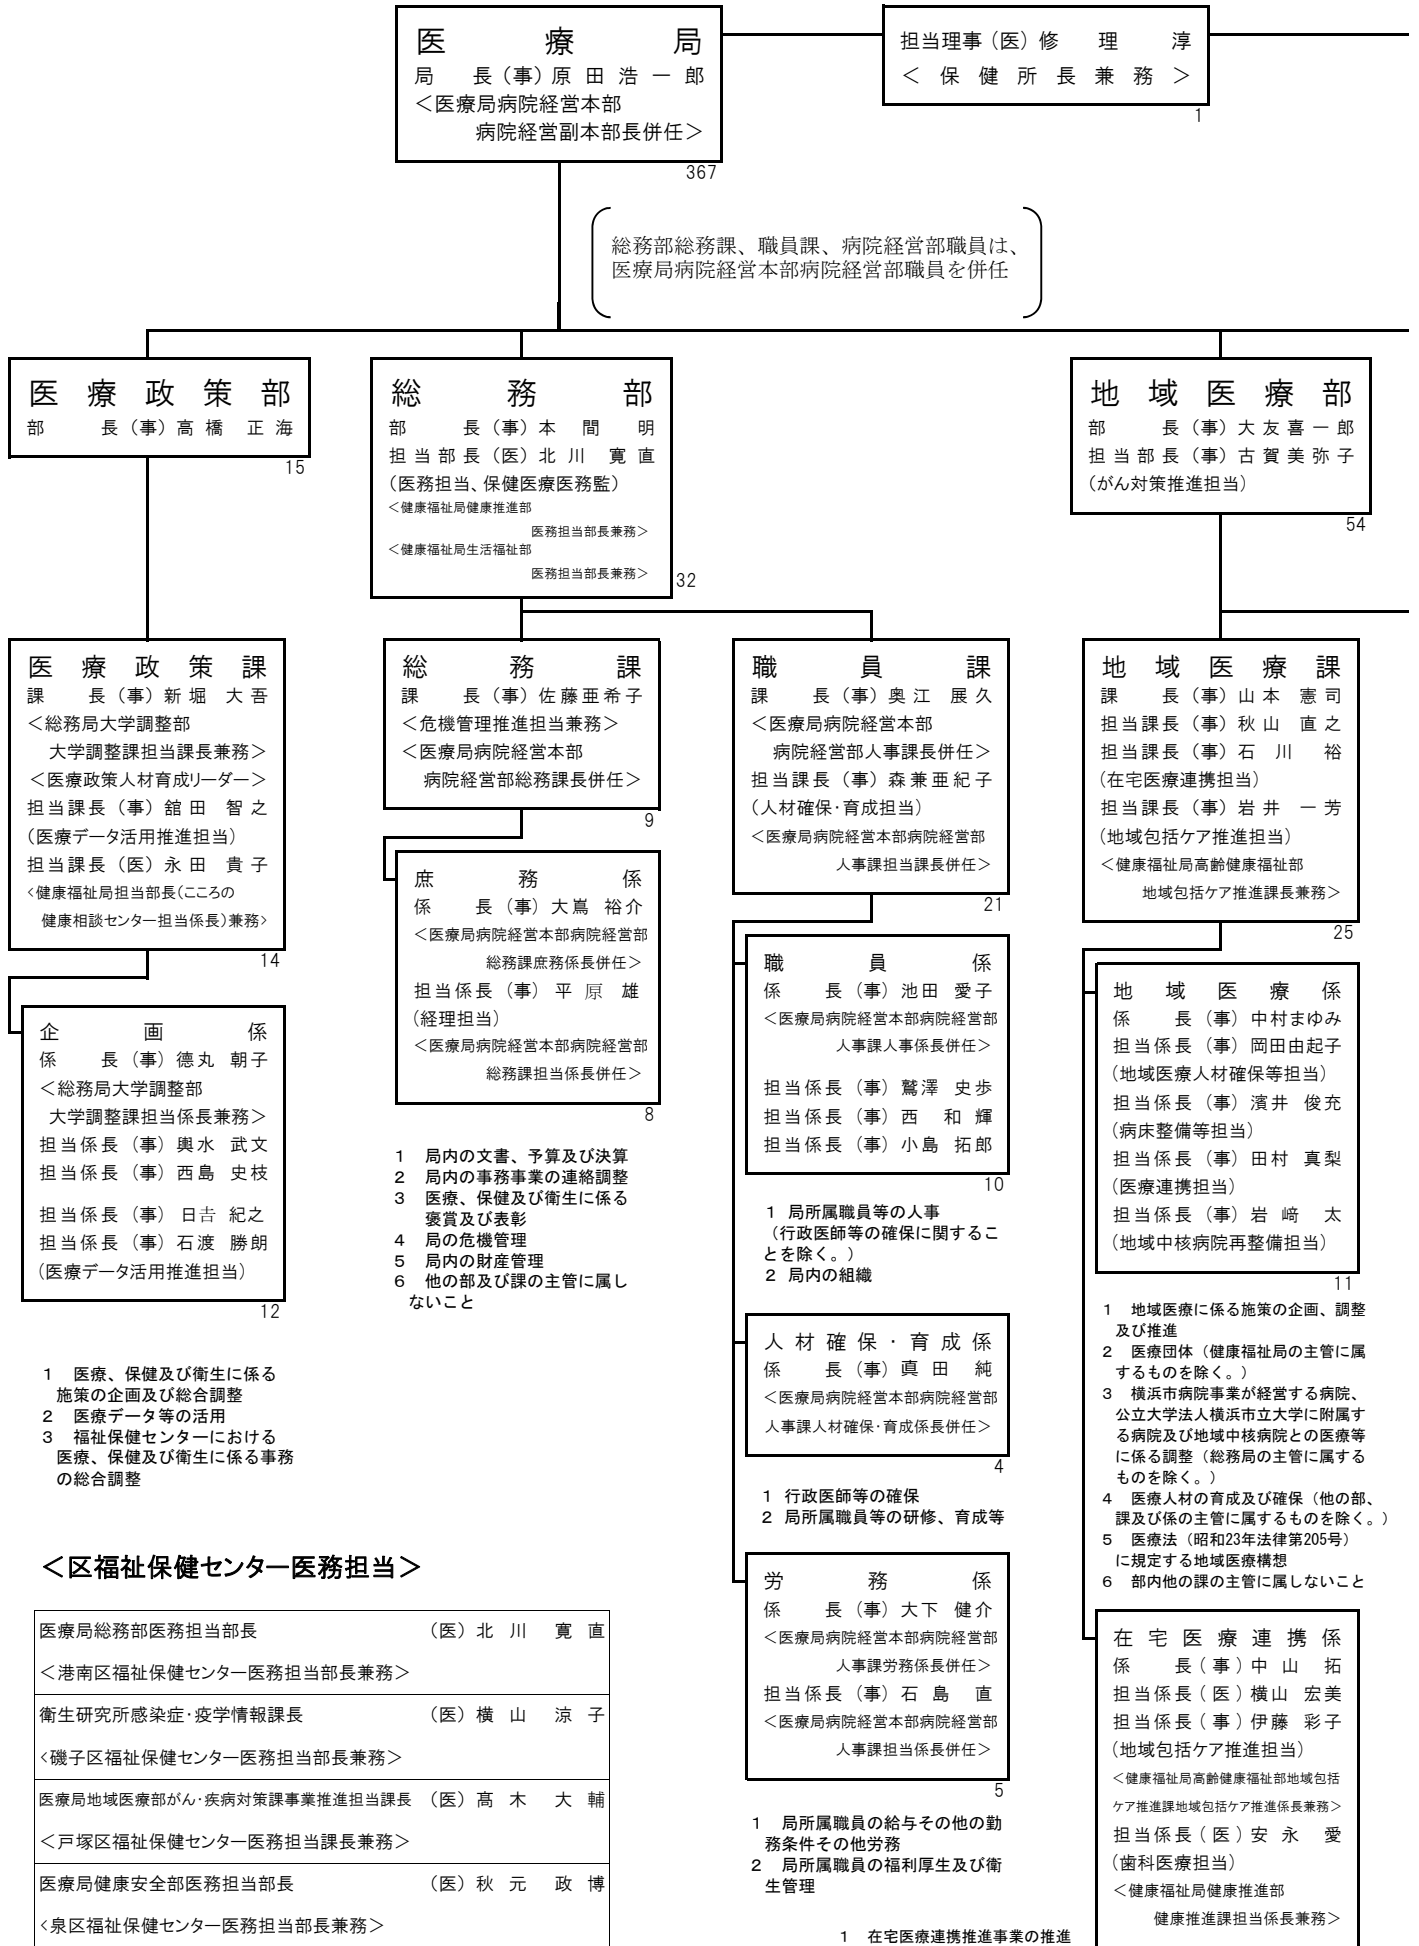 医療局
局長（事）原田浩一郎
＜医療局病院経営本部
病院経営副本部長併任＞
367
担当理事（医）修理淳
＜保健所長兼務＞
1
総務部総務課、職員課、病院経営部職員は、
医療局病院経営本部病院経営部職員を併任
医療政策部
部長（事）高橋正海
15
総務部
部長（事）本間明
担当部長（医）北川寛直
（医務担当、保健医療医務監）
＜健康福祉局健康推進部
医務担当部長兼務＞
＜健康福祉局生活福祉部
医務担当部長兼務＞
32
地域医療部
部長（事）大友喜一郎
担当部長（事）古賀美弥子
（がん対策推進担当）
54
医療政策課
課長（事）新堀大吾
＜総務局大学調整部
大学調整課担当課長兼務＞
＜医療政策人材育成リーダー＞
担当課長（事）舘田智之
（医療データ活用推進担当）
担当課長（医）永田貴子
<健康福祉局担当部長（こころの
健康相談センター担当係長）兼務>
14
企画係
係長（事）德丸朝子
＜総務局大学調整部
大学調整課担当係長兼務＞
担当係長（事）輿水武文
担当係長（事）西島史枝
担当係長（事）日𠮷紀之
担当係長（事）石渡勝朗
（医療データ活用推進担当）
12
1　医療、保健及び衛生に係る
施策の企画及び総合調整
2　医療データ等の活用
3　福祉保健センターにおける
医療、保健及び衛生に係る事務
の総合調整
総務課
課長（事）佐藤亜希子
＜危機管理推進担当兼務＞
＜医療局病院経営本部
病院経営部総務課長併任＞
9
庶務係
係長（事）大嶌裕介
＜医療局病院経営本部病院経営部
総務課庶務係長併任＞
担当係長（事）平原雄
（経理担当）
＜医療局病院経営本部病院経営部
総務課担当係長併任＞
8
1　局内の文書、予算及び決算
2　局内の事務事業の連絡調整
3　医療、保健及び衛生に係る
褒賞及び表彰
4　局の危機管理
5　局内の財産管理
6　他の部及び課の主管に属し
ないこと
職員課
課長（事）奥江展久
＜医療局病院経営本部
病院経営部人事課長併任＞
担当課長（事）森兼亜紀子
（人材確保・育成担当）
＜医療局病院経営本部病院経営部
人事課担当課長併任＞
21
職員係
係長（事）池田愛子
＜医療局病院経営本部病院経営部
人事課人事係長併任＞
担当係長（事）鷲澤史歩
担当係長（事）西和輝
担当係長（事）小島拓郎
10
1 局所属職員等の人事
（行政医師等の確保に関するこ
とを除く。）
2 局内の組織
人材確保・育成係
係長（事）真田純
＜医療局病院経営本部病院経営部
人事課人材確保・育成係長併任＞
4
1 行政医師等の確保
2 局所属職員等の研修、育成等
労務係
係長（事）大下健介
＜医療局病院経営本部病院経営部
人事課労務係長併任＞
担当係長（事）石島直
＜医療局病院経営本部病院経営部
人事課担当係長併任＞
5
1　局所属職員の給与その他の勤
務条件その他労務
2　局所属職員の福利厚生及び衛
生管理
地域医療課
課長（事）山本憲司
担当課長（事）秋山直之
担当課長（事）石川裕
（在宅医療連携担当）
担当課長（事）岩井一芳
（地域包括ケア推進担当）
＜健康福祉局高齢健康福祉部
地域包括ケア推進課長兼務＞
25
地域医療係
係長（事）中村まゆみ
担当係長（事）岡田由起子
（地域医療人材確保等担当）
担当係長（事）濱井俊充
（病床整備等担当）
担当係長（事）田村真梨
（医療連携担当）
担当係長（事）岩﨑太
（地域中核病院再整備担当）
11
1　地域医療に係る施策の企画、調整
及び推進
2　医療団体（健康福祉局の主管に属
するものを除く。）
3　横浜市病院事業が経営する病院、
公立大学法人横浜市立大学に附属す
る病院及び地域中核病院との医療等
に係る調整（総務局の主管に属する
ものを除く。）
4　医療人材の育成及び確保（他の部、
課及び係の主管に属するものを除く。）
5　医療法（昭和23年法律第205号）
に規定する地域医療構想
6　部内他の課の主管に属しないこと
在宅医療連携係
係長（事）中山拓
担当係長（医）横山宏美
担当係長（事）伊藤彩子
（地域包括ケア推進担当）
＜健康福祉局高齢健康福祉部地域包括
ケア推進課地域包括ケア推進係長兼務＞
担当係長（医）安永愛
（歯科医療担当）
＜健康福祉局健康推進部
健康推進課担当係長兼務＞
1　在宅医療連携推進事業の推進
＜区福祉保健センター医務担当＞
医療局総務部医務担当部長（医）北川寛直
＜港南区福祉保健センター医務担当部長兼務＞
衛生研究所感染症・疫学情報課長（医）横山涼子
<磯子区福祉保健センター医務担当部長兼務＞
医療局地域医療部がん・疾病対策課事業推進担当課長（医）髙木大輔
＜戸塚区福祉保健センター医務担当課長兼務＞
医療局健康安全部医務担当部長（医）秋元政博
<泉区福祉保健センター医務担当部長兼務＞